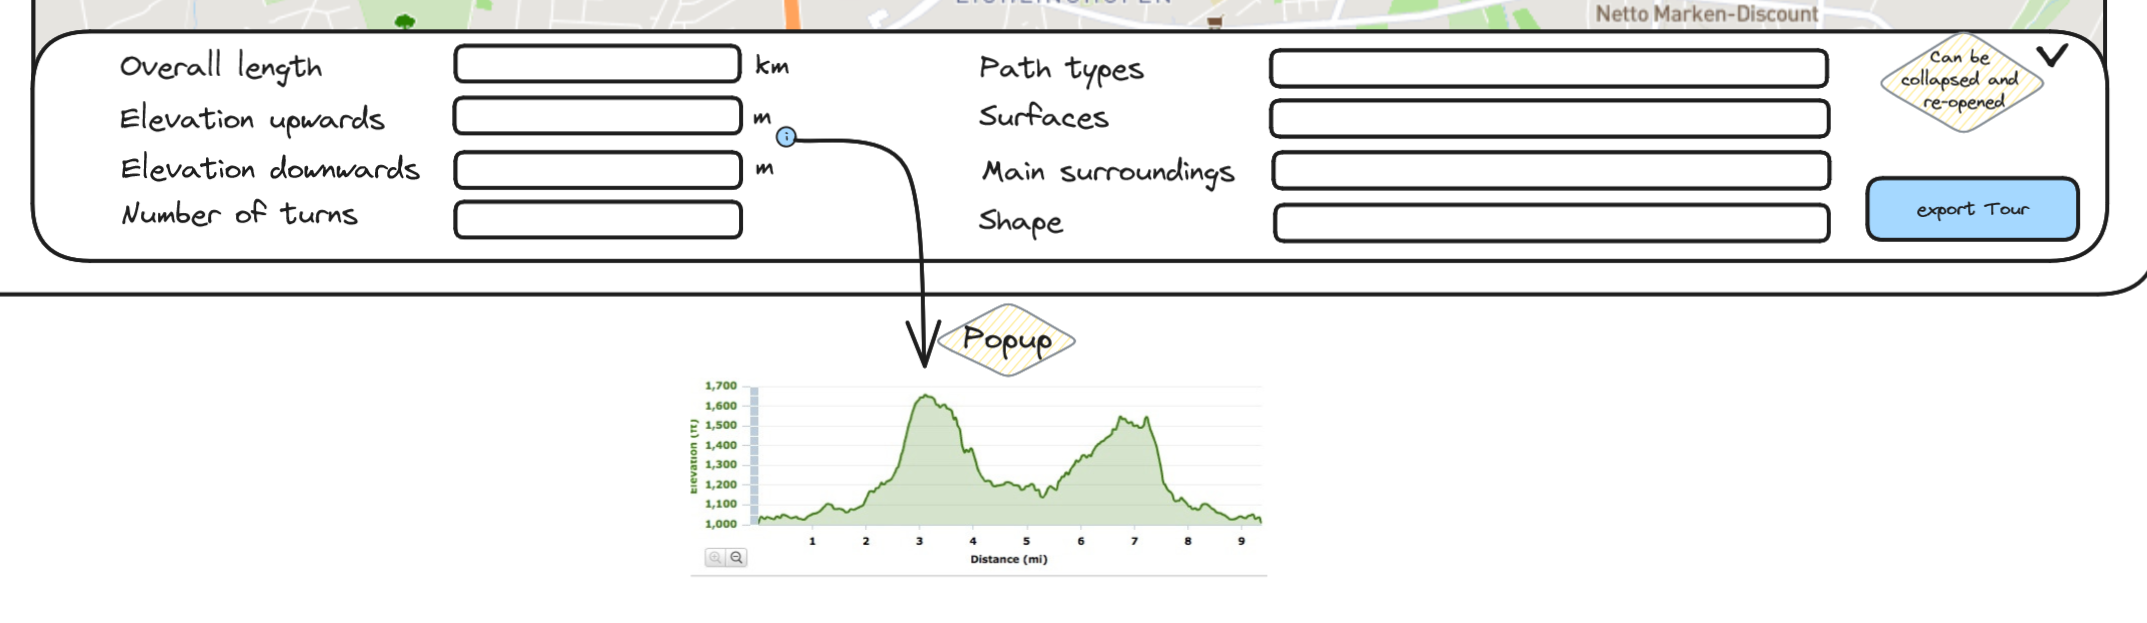 Netto Marken-Discount
Overall length km
Elevation upwards m
i
Elevation downwards m
Number of turns
Path types
Surfaces
Main surroundings
Shape
Can be
collapsed and
re-opened
export Tour
Popup
Elevation (ft)
1,700
1,600
1,500
1,400
1,300
1,200
1,100
1,000
1 2 3 4 5 6 7 8 9
Distance (mi)